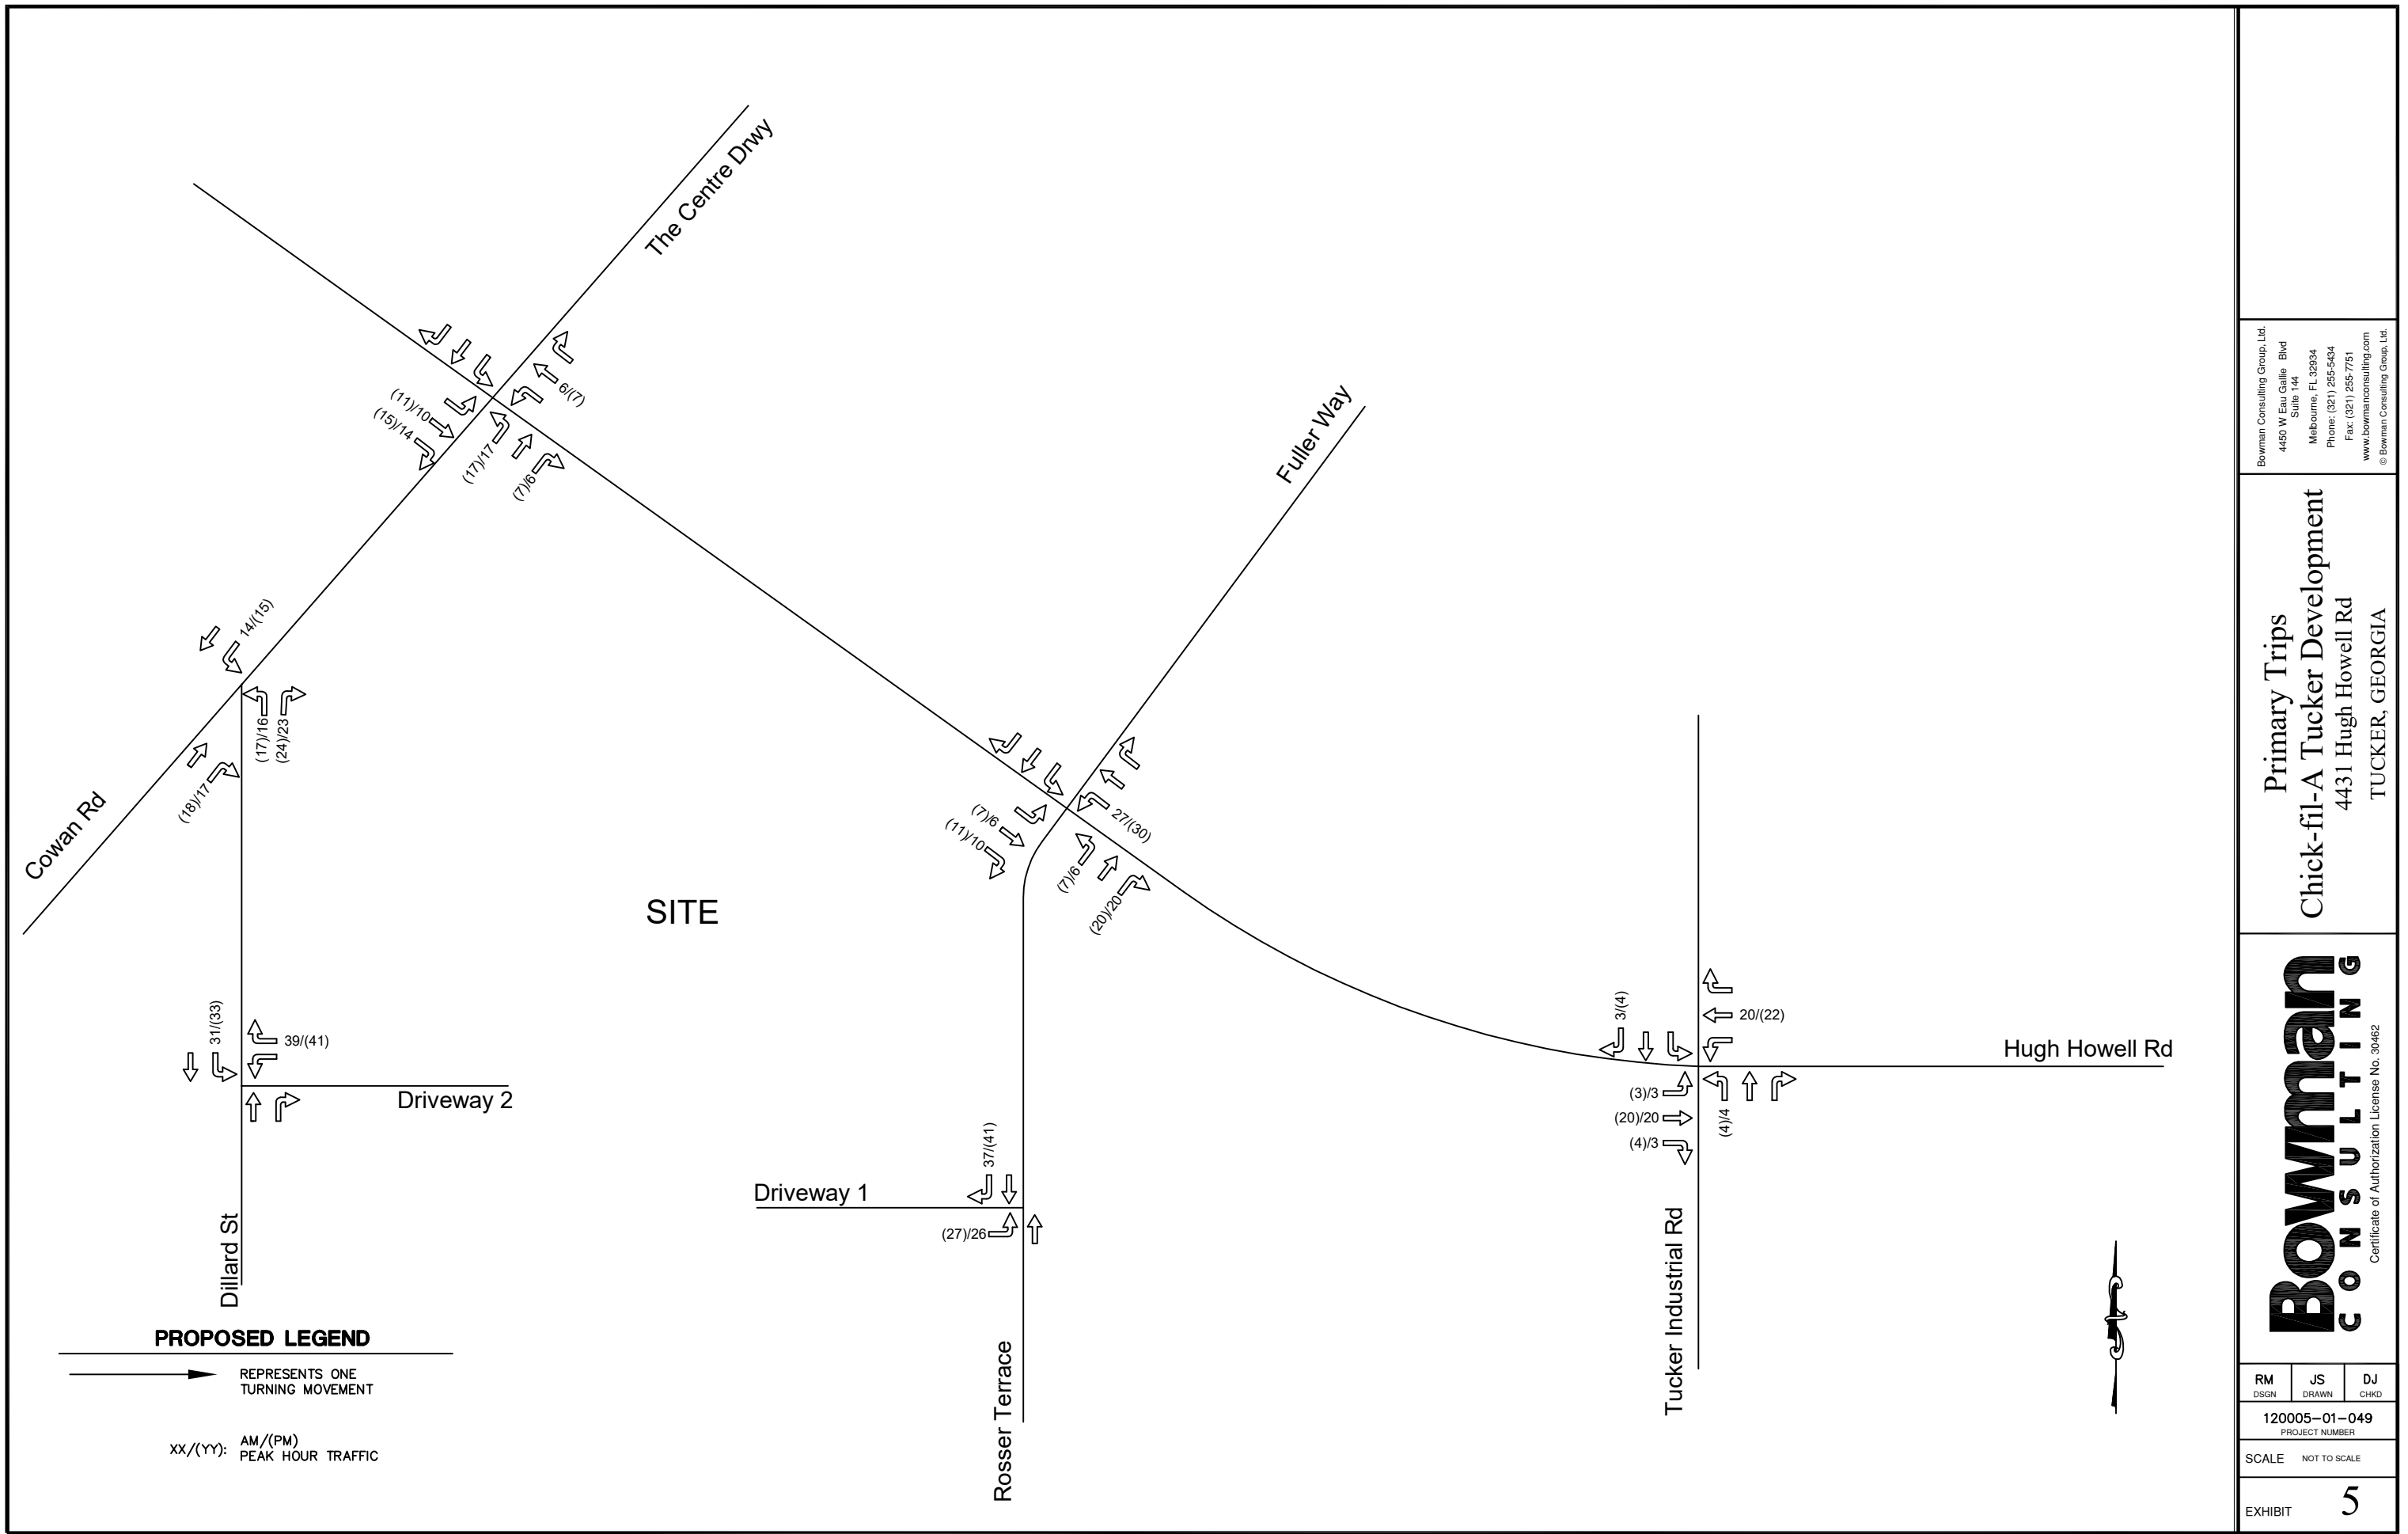 The Centre Drwy
6/(7)
(11)/10
(15)/14
(17)/17
(7)/6
Fuller Way
14/(15)
(17)/16
(24)/23
(18)/17
Cowan Rd
(7)/6
(11)/10
27/(30)
(7)/6
(20)/20
SITE
31/(33)
39/(41)
Driveway 2
Dillard St
3/(4)
20/(22)
Hugh Howell Rd
(3)/3
(20)/20
(4)/3
(4)/4
37/(41)
Driveway 1
(27)/26
Rosser Terrace
Tucker Industrial Rd
PROPOSED LEGEND
REPRESENTS ONE
TURNING MOVEMENT
XX/(YY): AM/(PM)
PEAK HOUR TRAFFIC
Bowman Consulting Group, Ltd.
4450 W Eau Gallie Blvd
Suite 144
Melbourne, FL 32934
Phone: (321) 255-5434
Fax: (321) 255-7751
www.bowmanconsulting.com
© Bowman Consulting Group, Ltd.
Primary Trips
Chick-fil-A Tucker Development
4431 Hugh Howell Rd
TUCKER, GEORGIA
Bowman
CONSULTING
Certificate of Authorization License No. 30462
RM JS DJ
DSGN DRAWN CHKD
120005-01-049
PROJECT NUMBER
SCALE NOT TO SCALE
EXHIBIT 5